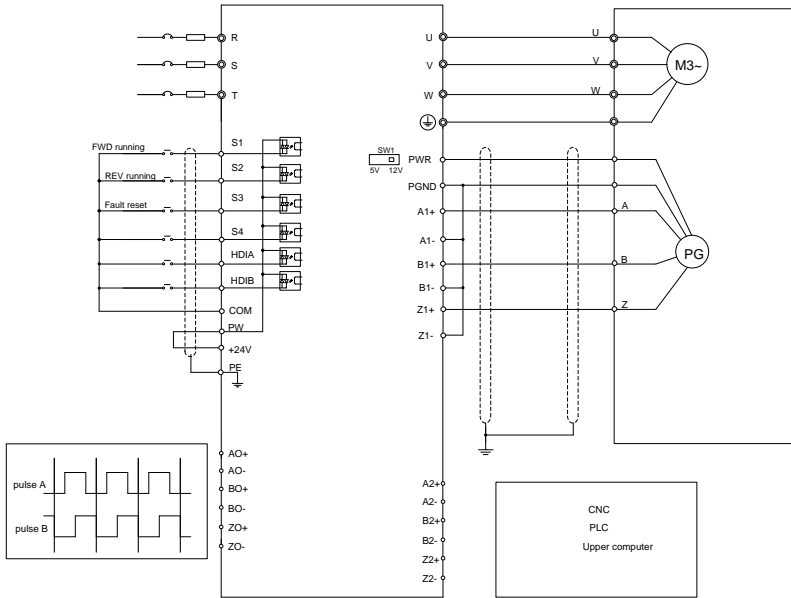 R
S
T
FWD running
S1
REV running
S2
Fault reset
S3
S4
HDIA
HDIB
COM
PW
+24V
PE
U
V
W
U
V
W
M3~
SW1
5V 12V
PWR
PGND
A1+
A1-
B1+
B1-
Z1+
Z1-
A
B
Z
PG
pulse A
pulse B
AO+
AO-
BO+
BO-
ZO+
ZO-
A2+
A2-
B2+
B2-
Z2+
Z2-
CNC
PLC
Upper computer